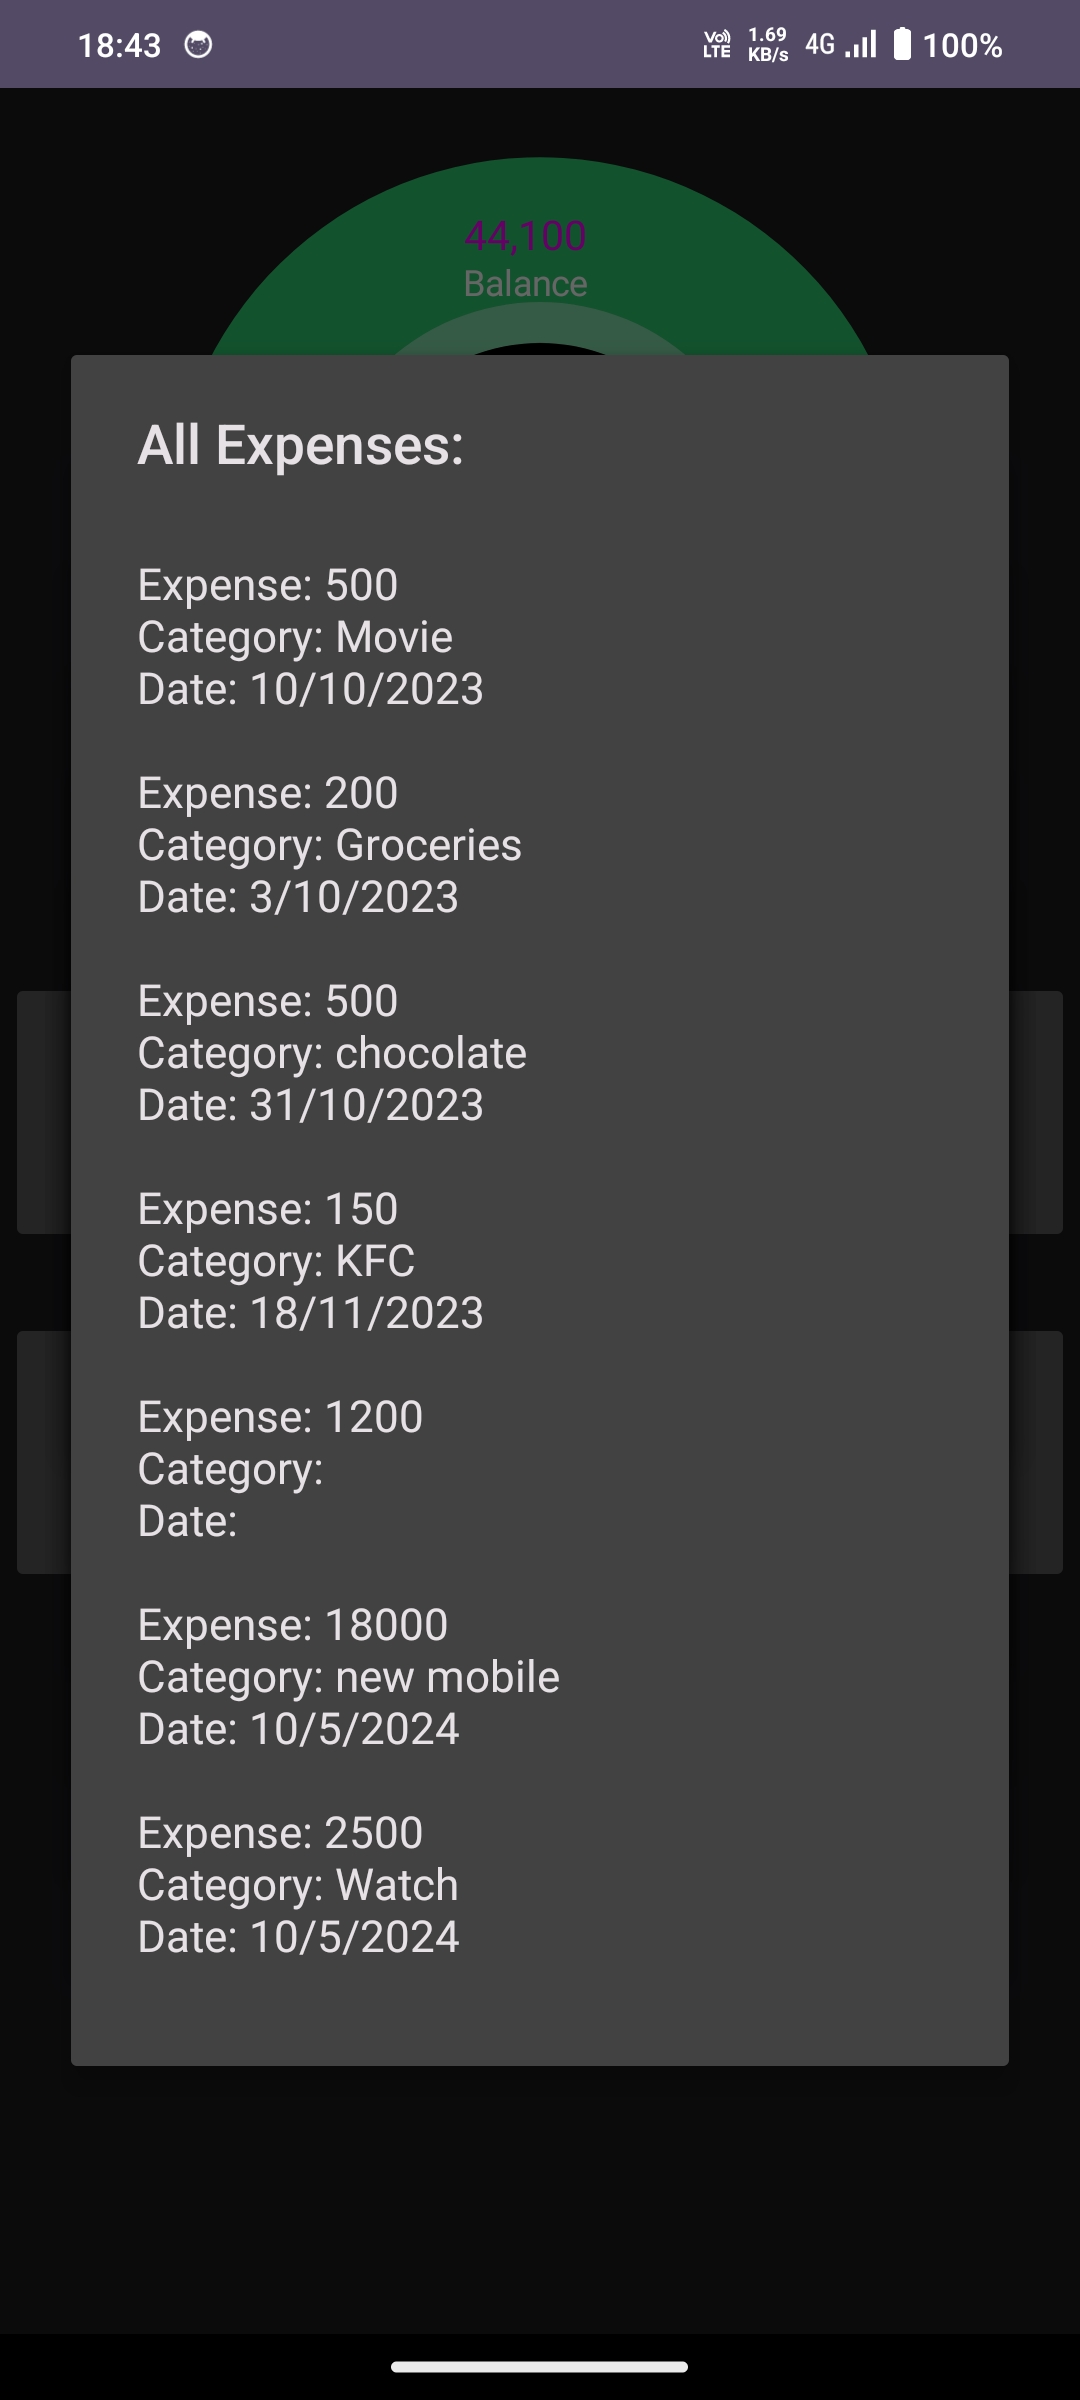 18:43
Vo)) LTE 1.69 KB/s 4G 100%
44,100
Balance
All Expenses:
Expense: 500
Category: Movie
Date: 10/10/2023
Expense: 200
Category: Groceries
Date: 3/10/2023
Expense: 500
Category: chocolate
Date: 31/10/2023
Expense: 150
Category: KFC
Date: 18/11/2023
Expense: 1200
Category:
Date:
Expense: 18000
Category: new mobile
Date: 10/5/2024
Expense: 2500
Category: Watch
Date: 10/5/2024